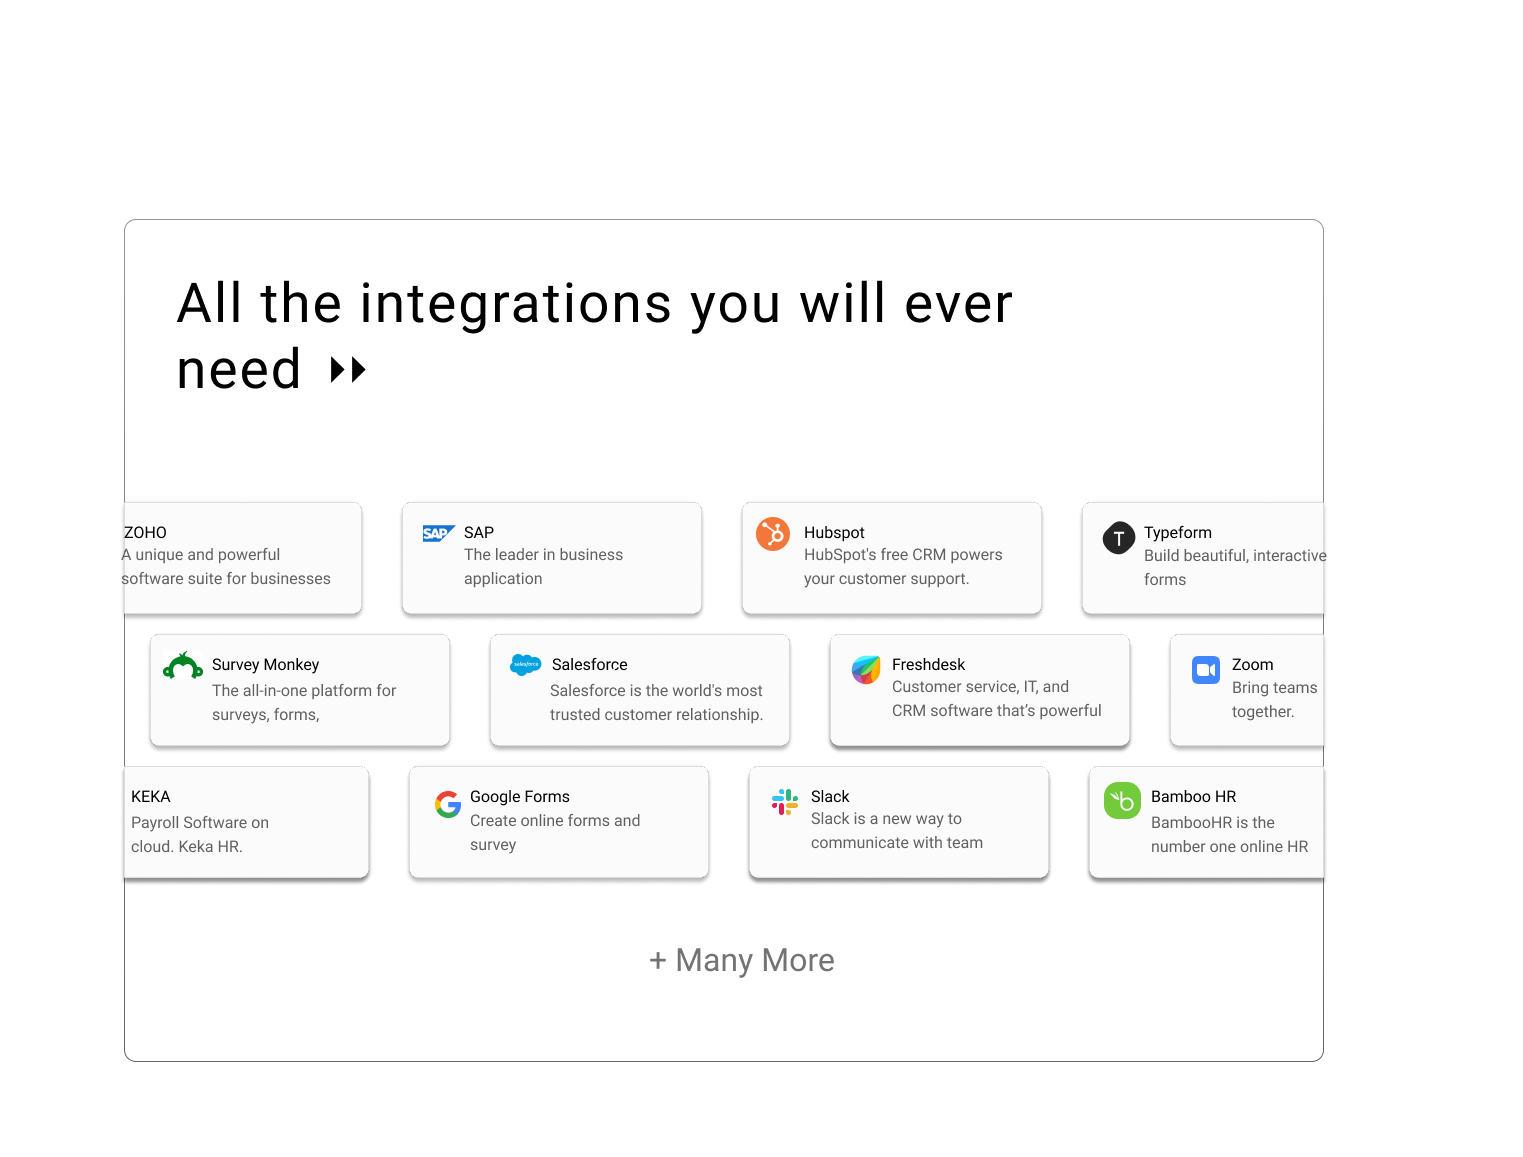 All the integrations you will ever
need
ZOHO
A unique and powerful
software suite for businesses
SAP
SAP
The leader in business
application
Hubspot
HubSpot's free CRM powers
your customer support.
T
Typeform
Build beautiful, interactive
forms
Survey Monkey
The all-in-one platform for
surveys, forms,
salesforce
Salesforce
Salesforce is the world's most
trusted customer relationship.
Freshdesk
Customer service, IT, and
CRM software that’s powerful
Zoom
Bring teams
together.
KEKA
Payroll Software on
cloud. Keka HR.
G
Google Forms
Create online forms and
survey
Slack
Slack is a new way to
communicate with team
b
Bamboo HR
BambooHR is the
number one online HR
+ Many More